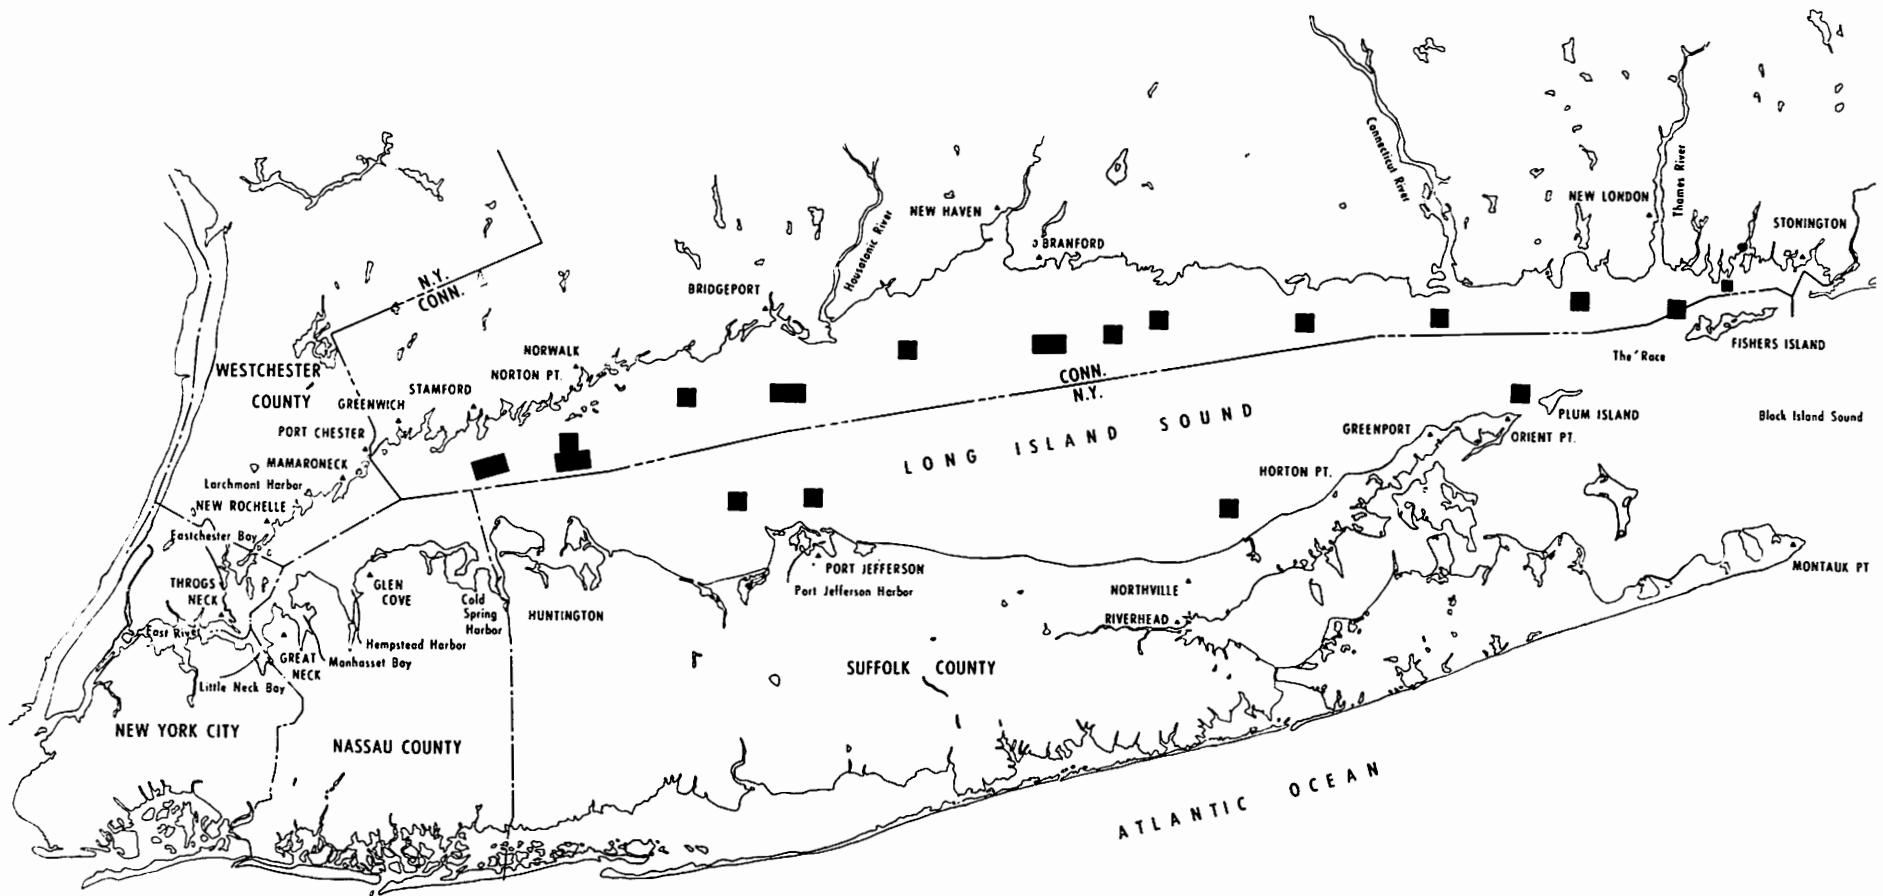 Connecticut River
Thames River
NEW LONDON
STONINGTON
NEW HAVEN
BRANFORD
Housatonic River
N.Y.
CONN.
BRIDGEPORT
FISHERS ISLAND
The Race
NORWALK
NORTON PT.
WESTCHESTER
COUNTY
STAMFORD
GREENWICH
CONN.
N.Y.
PLUM ISLAND
Block Island Sound
LONG ISLAND SOUND
PORT CHESTER
GREENPORT
ORIENT PT.
MAMARONECK
HORTON PT.
Larchmont Harbor
NEW ROCHELLE
Eastchester Bay
THROGS
NECK
GLEN
COVE
PORT JEFFERSON
Port Jefferson Harbor
NORTHVILLE
MONTAUK PT
Cold
Spring
Harbor
HUNTINGTON
RIVERHEAD
East River
Hempstead Harbor
GREAT
NECK
Manhasset Bay
Little Neck Bay
SUFFOLK COUNTY
NEW YORK CITY
NASSAU COUNTY
ATLANTIC OCEAN